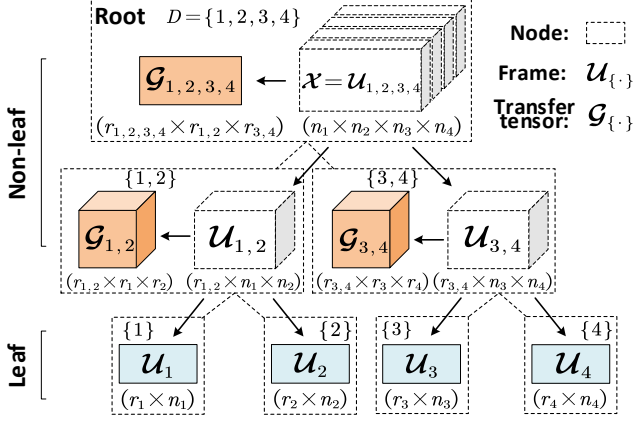 Root D={1,2,3,4}
Node:
Frame: 𝓤{·}
Transfer tensor: 𝓖{·}
𝓖1,2,3,4
𝓧=𝓤1,2,3,4
(r1,2,3,4×r1,2×r3,4) (n1×n2×n3×n4)
Non-leaf
{1,2} {3,4}
𝓖1,2 𝓤1,2 𝓖3,4 𝓤3,4
(r1,2×r1×r2) (r1,2×n1×n2) (r3,4×r3×r4) (r3,4×n3×n4)
Leaf
{1} {2} {3} {4}
𝓤1 𝓤2 𝓤3 𝓤4
(r1×n1) (r2×n2) (r3×n3) (r4×n4)